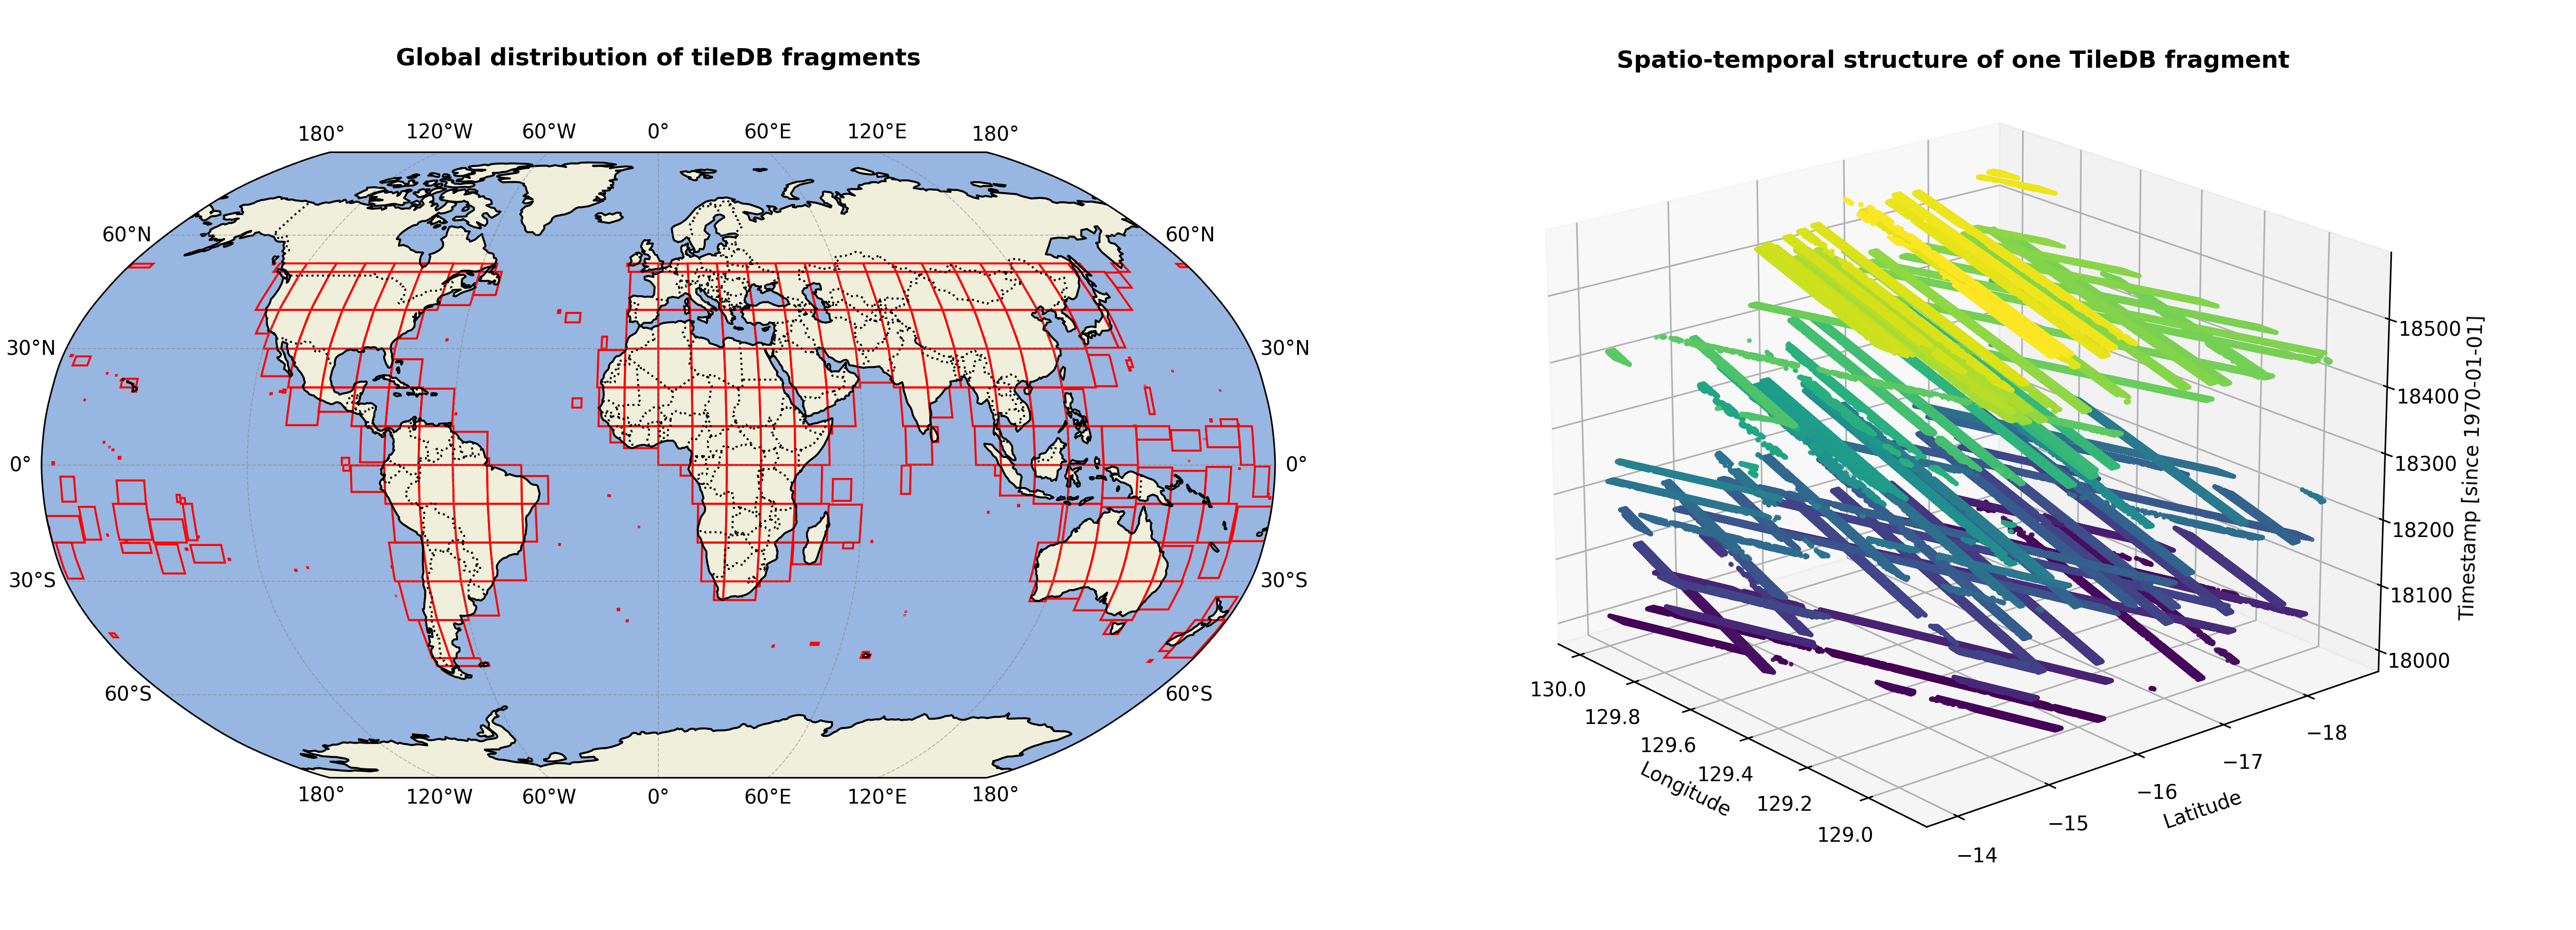 Global distribution of tileDB fragments
180° 120°W 60°W 0° 60°E 120°E 180°
60°N 60°N
30°N 30°N
0° 0°
30°S 30°S
60°S 60°S
180° 120°W 60°W 0° 60°E 120°E 180°
Spatio-temporal structure of one TileDB fragment
18500
18400
18300
18200
18100
18000
Timestamp [since 1970-01-01]
130.0
129.8
129.6
129.4
129.2
129.0
Longitude
−18
−17
−16
−15
−14
Latitude